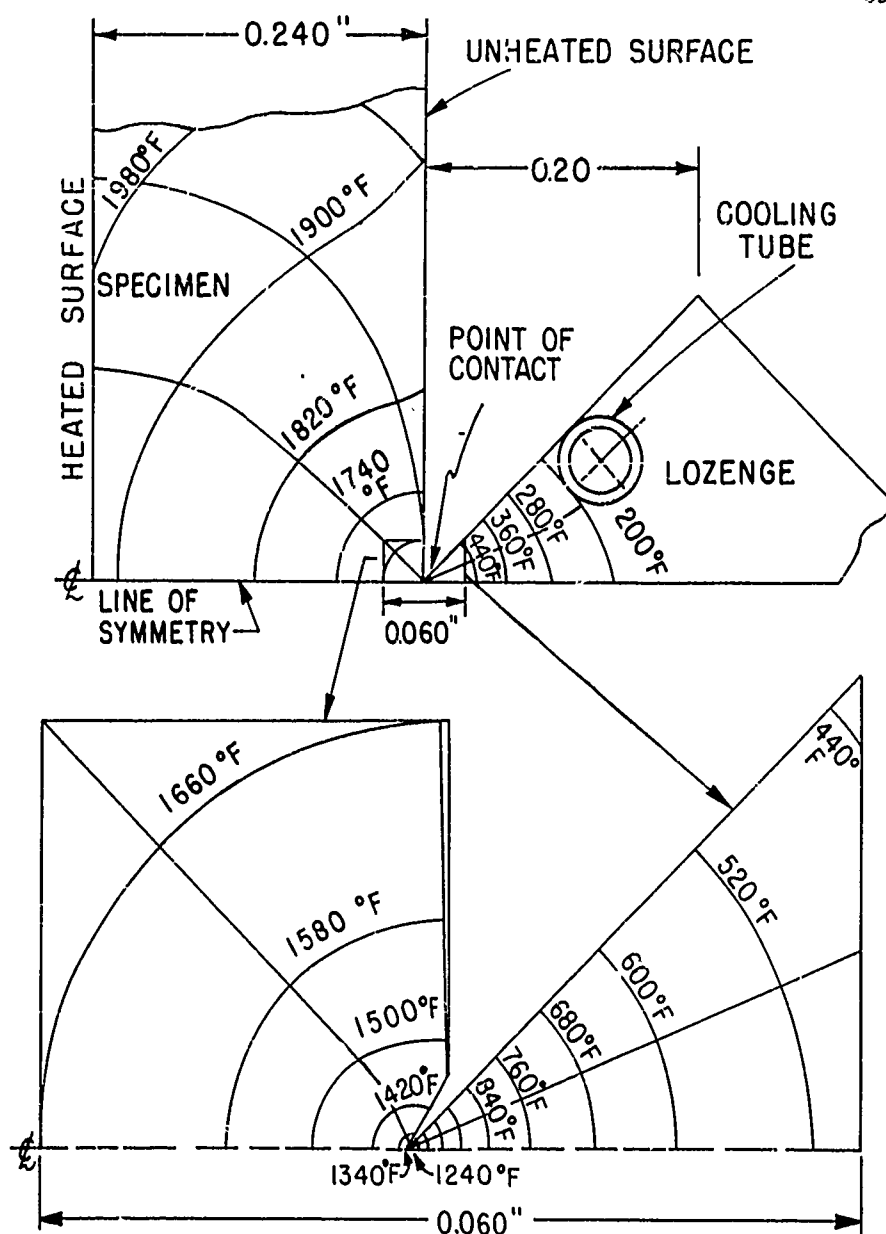 0.240"
UNHEATED SURFACE
0.20
COOLING
TUBE
HEATED SURFACE
1980°F
1900°F
SPECIMEN
POINT OF
CONTACT
1820°F
1740
°F
LOZENGE
440°F
360°F
280°F
200°F
℄
LINE OF
SYMMETRY
0.060"
1660°F
1580 °F
1500°F
1420°F
440°
F
520°F
600°F
680°F
760°F
840°F
℄
1340°F
1240°F
0.060"